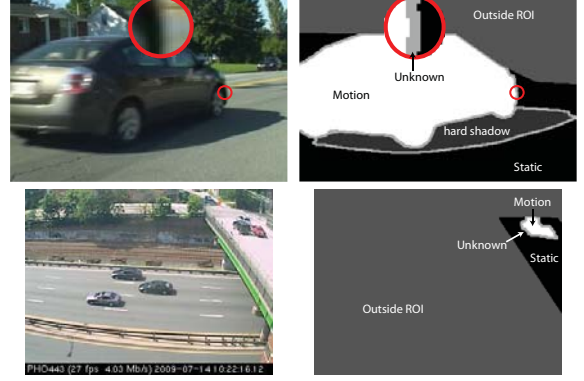 Outside ROI
Unknown
Motion
hard shadow
Static
Motion
Unknown
Static
Outside ROI
PHO443 (27 fps  4.03 Mb/s) 2009-07-14 10:22:16.12